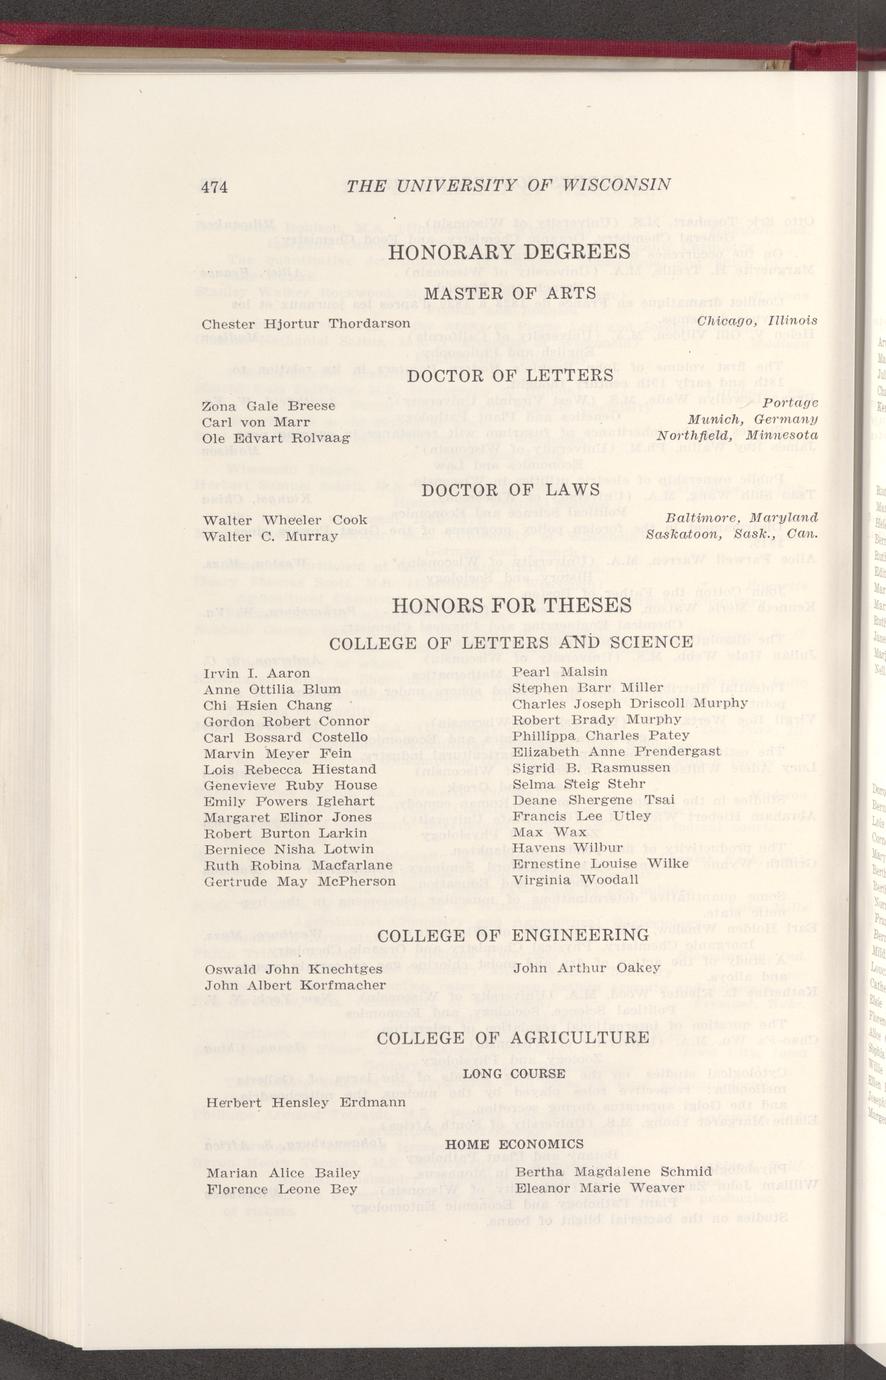 474 THE UNIVERSITY OF WISCONSIN
HONORARY DEGREES
MASTER OF ARTS
Chester Hjortur Thordarson Chicago, Illinois
DOCTOR OF LETTERS
Zona Gale Breese Portage
Carl von Marr Munich, Germany
Ole Edvart Rolvaag Northfield, Minnesota
DOCTOR OF LAWS
Walter Wheeler Cook Baltimore, Maryland
Walter C. Murray Saskatoon, Sask., Can.
HONORS FOR THESES
COLLEGE OF LETTERS AND SCIENCE
Irvin I. Aaron
Anne Ottilia Blum
Chi Hsien Chang
Gordon Robert Connor
Carl Bossard Costello
Marvin Meyer Fein
Lois Rebecca Hiestand
Genevieve Ruby House
Emily Powers Iglehart
Margaret Elinor Jones
Robert Burton Larkin
Berniece Nisha Lotwin
Ruth Robina Macfarlane
Gertrude May McPherson
Pearl Malsin
Stephen Barr Miller
Charles Joseph Driscoll Murphy
Robert Brady Murphy
Phillippa Charles Patey
Elizabeth Anne Prendergast
Sigrid B. Rasmussen
Selma Steig Stehr
Deane Shergene Tsai
Francis Lee Utley
Max Wax
Havens Wilbur
Ernestine Louise Wilke
Virginia Woodall
COLLEGE OF ENGINEERING
Oswald John Knechtges
John Albert Korfmacher
John Arthur Oakey
COLLEGE OF AGRICULTURE
LONG COURSE
Herbert Hensley Erdmann
HOME ECONOMICS
Marian Alice Bailey
Florence Leone Bey
Bertha Magdalene Schmid
Eleanor Marie Weaver